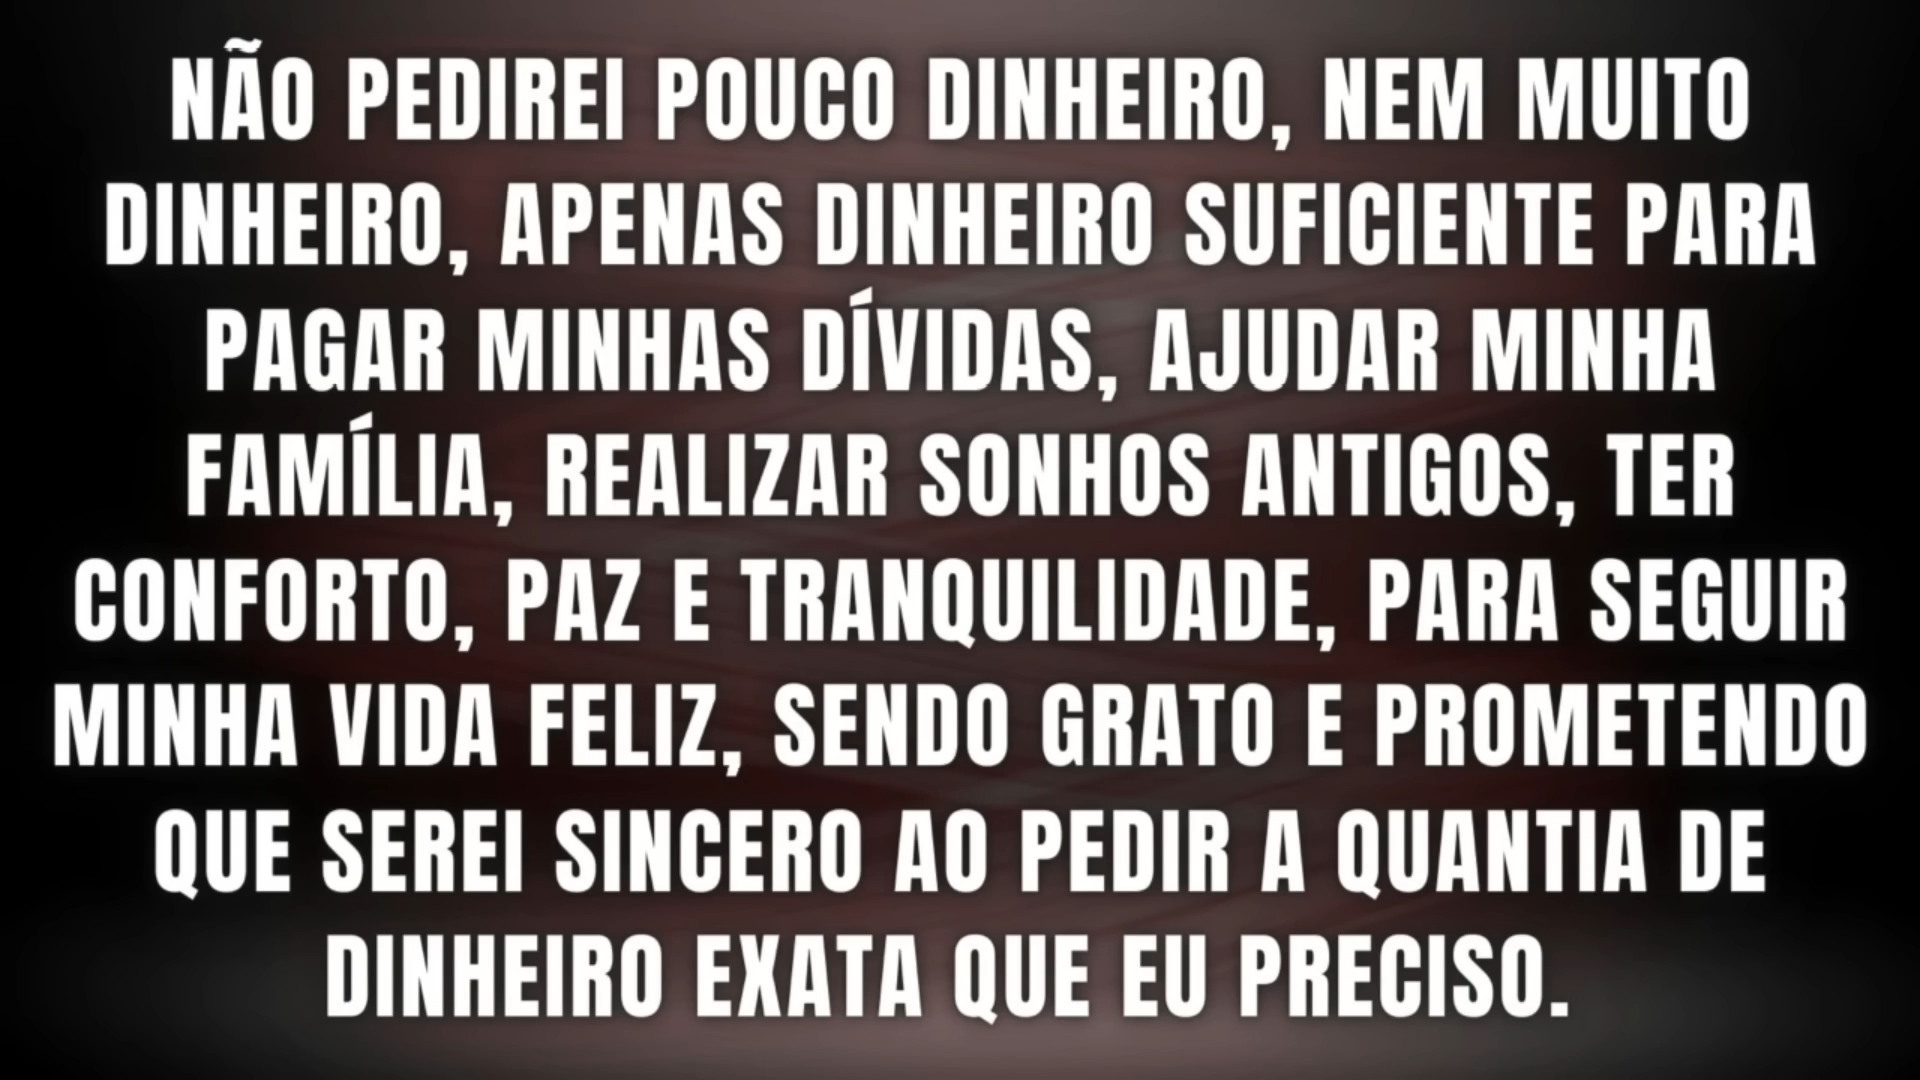 NÃO PEDIREI POUCO DINHEIRO, NEM MUITO
DINHEIRO, APENAS DINHEIRO SUFICIENTE PARA
PAGAR MINHAS DÍVIDAS, AJUDAR MINHA
FAMÍLIA, REALIZAR SONHOS ANTIGOS, TER
CONFORTO, PAZ E TRANQUILIDADE, PARA SEGUIR
MINHA VIDA FELIZ, SENDO GRATO E PROMETENDO
QUE SEREI SINCERO AO PEDIR A QUANTIA DE
DINHEIRO EXATA QUE EU PRECISO.